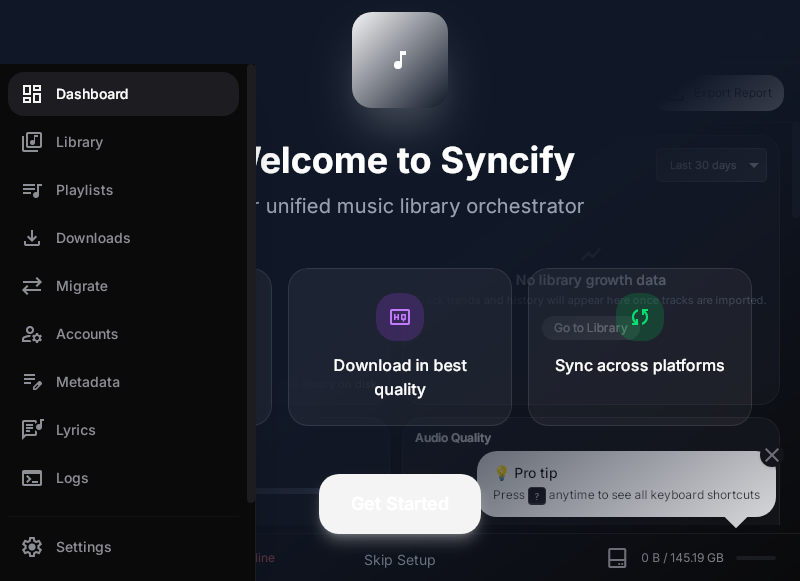 Dashboard
Library
Playlists
Downloads
Migrate
Accounts
Metadata
Lyrics
Logs
Settings
Welcome to Syncify
unified music library orchestrator
Export Report
Last 30 days
No library growth data
trends and history will appear here once tracks are imported.
Go to Library
HQ
Download in best
quality
Sync across platforms
Audio Quality
💡 Pro tip
Press ? anytime to see all keyboard shortcuts
Get Started
Skip Setup
0 B / 145.19 GB